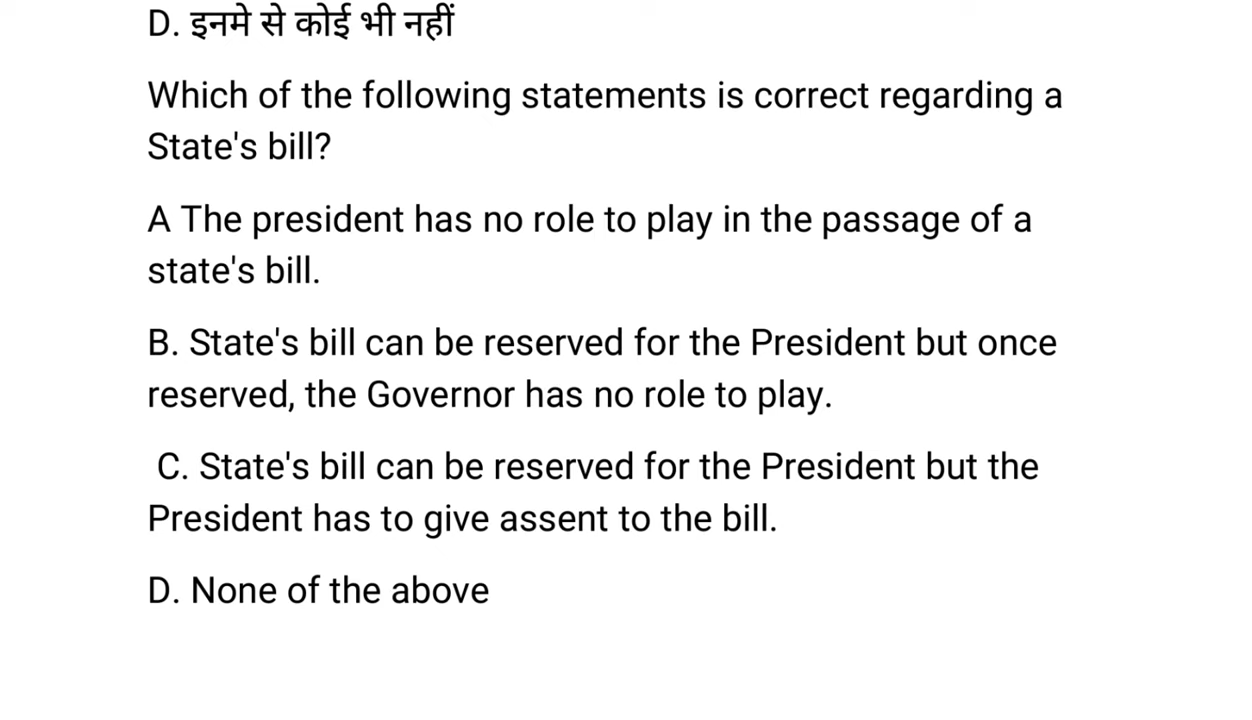 D. इनमे से कोई भी नहीं
Which of the following statements is correct regarding a
State's bill?
A The president has no role to play in the passage of a
state's bill.
B. State's bill can be reserved for the President but once
reserved, the Governor has no role to play.
C. State's bill can be reserved for the President but the
President has to give assent to the bill.
D. None of the above